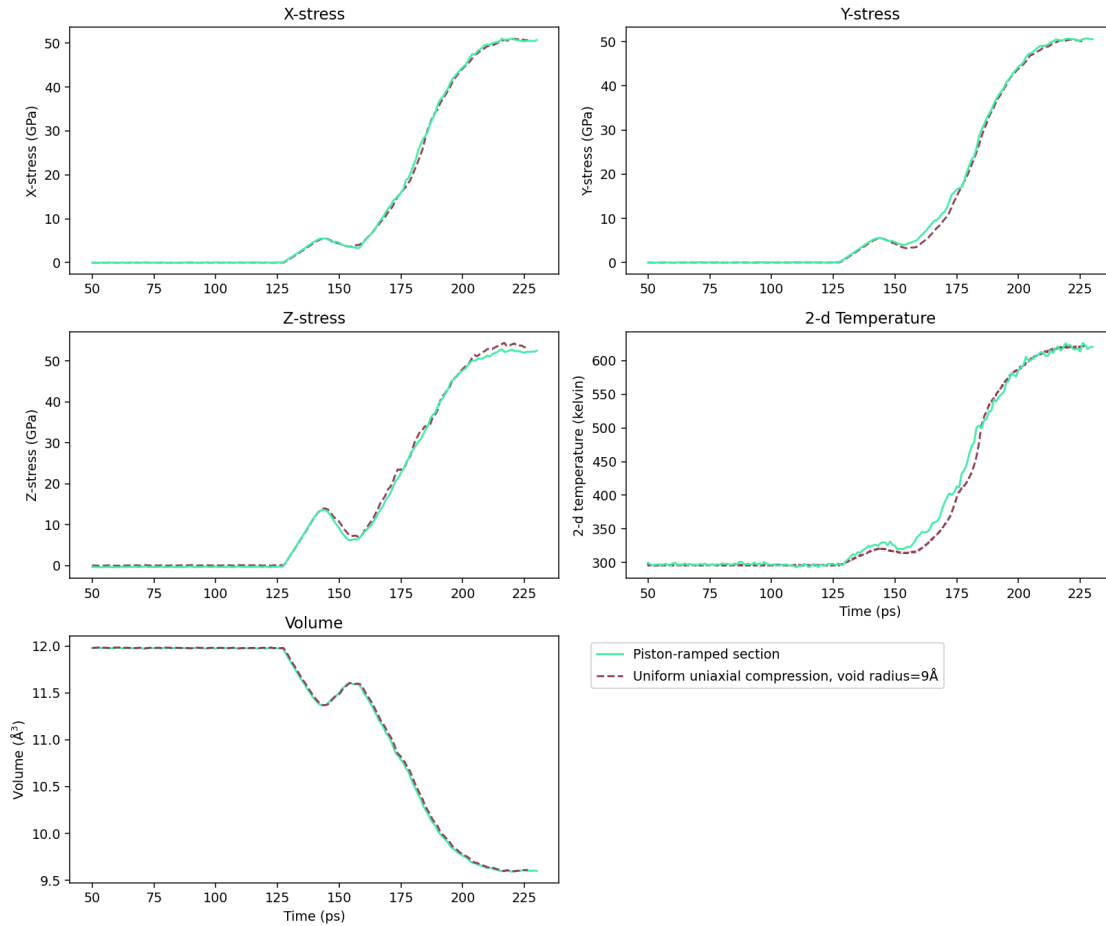 X-stress
X-stress (GPa)
50
40
30
20
10
0
50 75 100 125 150 175 200 225
Y-stress
Y-stress (GPa)
50
40
30
20
10
0
50 75 100 125 150 175 200 225
Z-stress
Z-stress (GPa)
50
40
30
20
10
0
50 75 100 125 150 175 200 225
2-d Temperature
2-d temperature (kelvin)
600
550
500
450
400
350
300
50 75 100 125 150 175 200 225
Time (ps)
Volume
Volume (Å³)
12.0
11.5
11.0
10.5
10.0
9.5
50 75 100 125 150 175 200 225
Time (ps)
Piston-ramped section
Uniform uniaxial compression, void radius=9Å